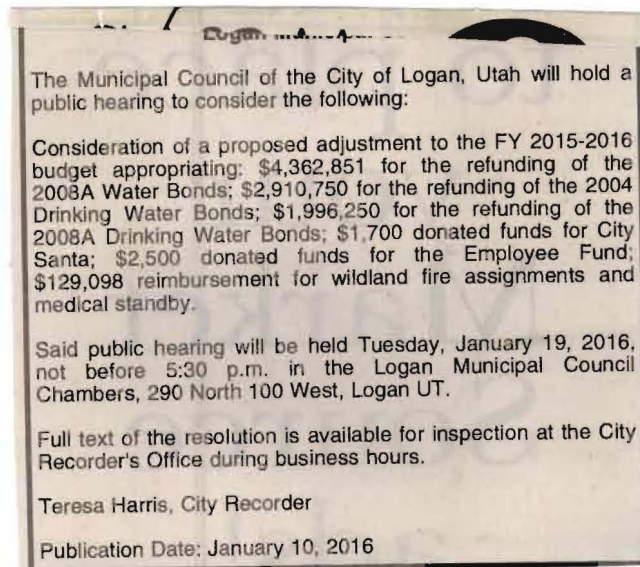 Logan
The Municipal Council of the City of Logan, Utah will hold a
public hearing to consider the following:
Consideration of a proposed adjustment to the FY 2015-2016
budget appropriating: $4,362,851 for the refunding of the
2008A Water Bonds; $2,910,750 for the refunding of the 2004
Drinking Water Bonds; $1,996,250 for the refunding of the
2008A Drinking Water Bonds; $1,700 donated funds for City
Santa; $2,500 donated funds for the Employee Fund;
$129,098 reimbursement for wildland fire assignments and
medical standby.
Said public hearing will be held Tuesday, January 19, 2016,
not before 5:30 p.m. in the Logan Municipal Council
Chambers, 290 North 100 West, Logan UT.
Full text of the resolution is available for inspection at the City
Recorder's Office during business hours.
Teresa Harris, City Recorder
Publication Date: January 10, 2016